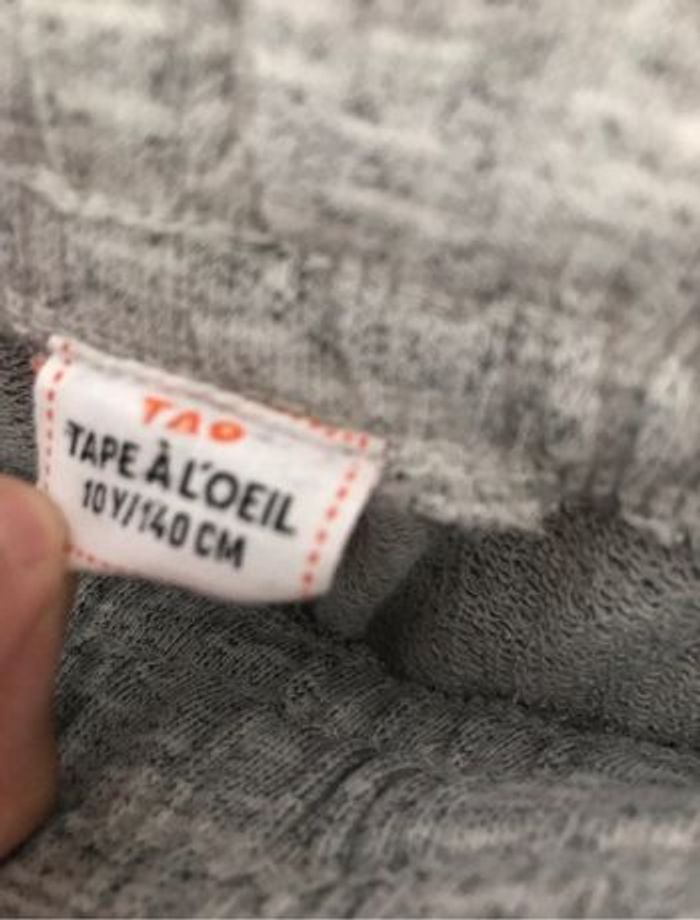 TAO
TAPE À L'OEIL
10Y/140 CM